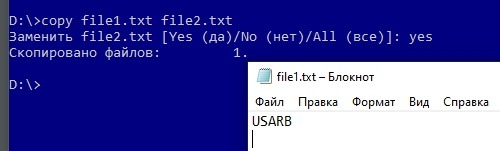 D:\>copy file1.txt file2.txt
Заменить file2.txt [Yes (да)/No (нет)/All (все)]: yes
Скопировано файлов:         1.
D:\>
file1.txt – Блокнот
Файл Правка Формат Вид Справка
USARB